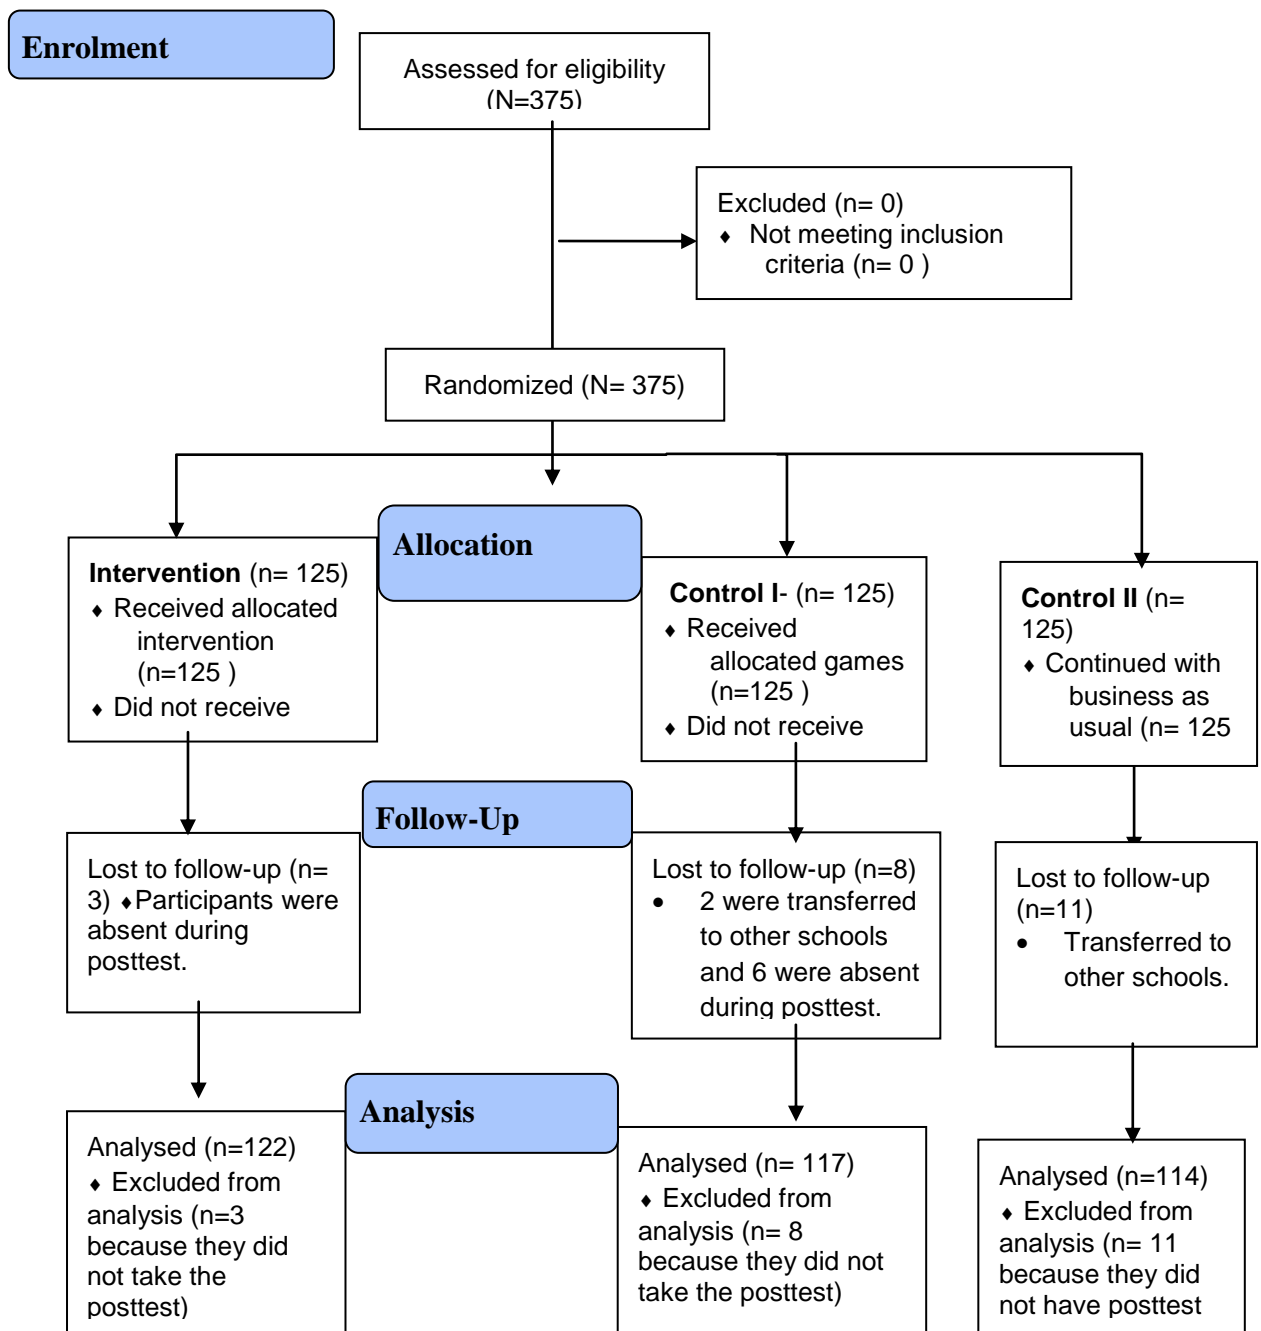 Enrolment
Assessed for eligibility
(N=375)
Excluded (n= 0)
♦ Not meeting inclusion
criteria (n= 0 )
Randomized (N= 375)
Allocation
Intervention (n= 125)
♦ Received allocated
intervention
(n=125 )
♦ Did not receive
Control I- (n= 125)
♦ Received
allocated games
(n=125 )
♦ Did not receive
Control II (n=
125)
♦ Continued with
business as
usual (n= 125
Follow-Up
Lost to follow-up (n=
3) ♦Participants were
absent during
posttest.
Lost to follow-up (n=8)
• 2 were transferred
to other schools
and 6 were absent
during posttest.
Lost to follow-up
(n=11)
• Transferred to
other schools.
Analysis
Analysed (n=122)
♦ Excluded from
analysis (n=3
because they did
not take the
posttest)
Analysed (n= 117)
♦ Excluded from
analysis (n= 8
because they did not
take the posttest)
Analysed (n=114)
♦ Excluded from
analysis (n= 11
because they did
not have posttest